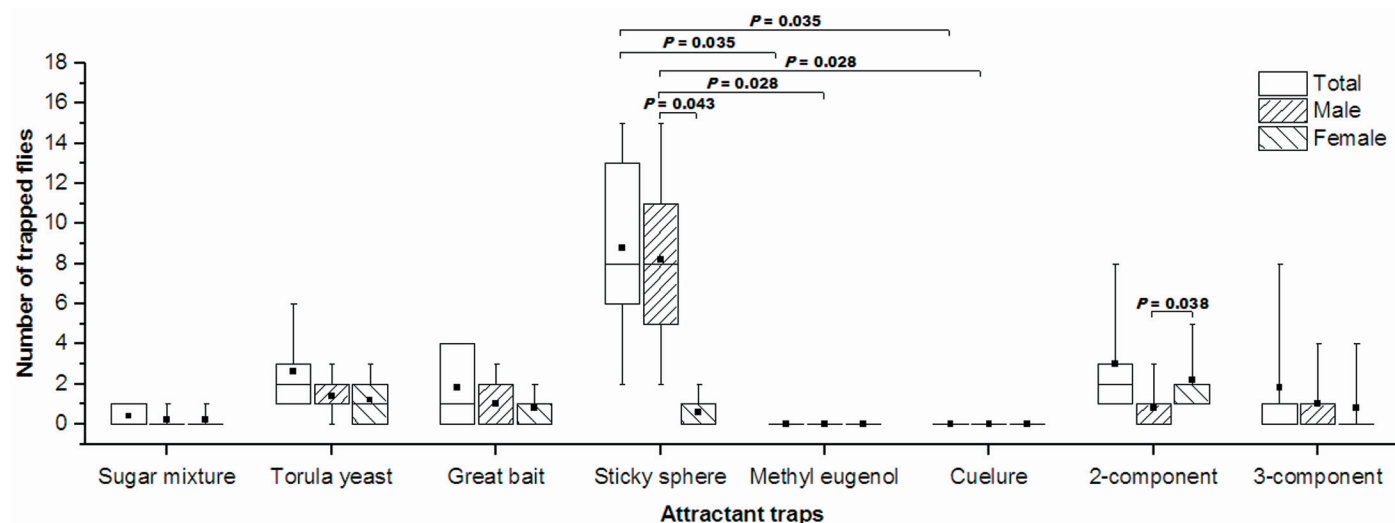 P = 0.035
P = 0.035
P = 0.028
P = 0.028
P = 0.043
P = 0.038
Total
Male
Female
Number of trapped flies
18
16
14
12
10
8
6
4
2
0
Sugar mixture
Torula yeast
Great bait
Sticky sphere
Methyl eugenol
Cuelure
2-component
3-component
Attractant traps